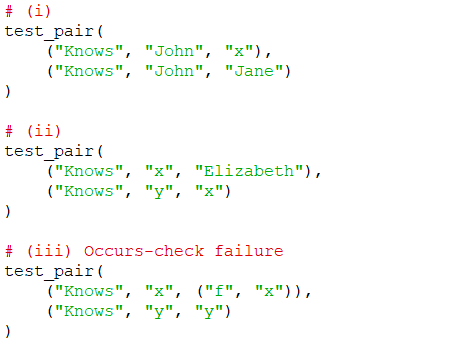 # (i)
test_pair(
    ("Knows", "John", "x"),
    ("Knows", "John", "Jane")
)

# (ii)
test_pair(
    ("Knows", "x", "Elizabeth"),
    ("Knows", "y", "x")
)

# (iii) Occurs-check failure
test_pair(
    ("Knows", "x", ("f", "x")),
    ("Knows", "y", "y")
)